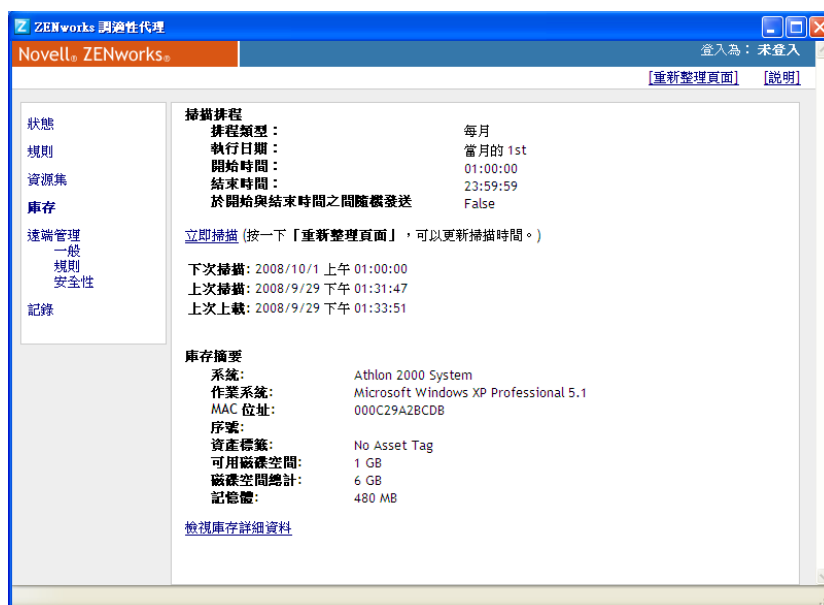 ZENworks 調適性代理
Novell® ZENworks®
登入為：未登入
[重新整理頁面] [說明]
狀態
規則
資源集
庫存
遠端管理
一般
規則
安全性
記錄
掃描排程
排程類型： 每月
執行日期： 當月的 1st
開始時間： 01:00:00
結束時間： 23:59:59
於開始與結束時間之間隨機發送 False
立即掃描 (按一下「重新整理頁面」，可以更新掃描時間。)
下次掃描: 2008/10/1 上午 01:00:00
上次掃描: 2008/9/29 下午 01:31:47
上次上載: 2008/9/29 下午 01:33:51
庫存摘要
系統: Athlon 2000 System
作業系統: Microsoft Windows XP Professional 5.1
MAC 位址: 000C29A2BCDB
序號:
資產標籤: No Asset Tag
可用磁碟空間: 1 GB
磁碟空間總計: 6 GB
記憶體: 480 MB
檢視庫存詳細資料